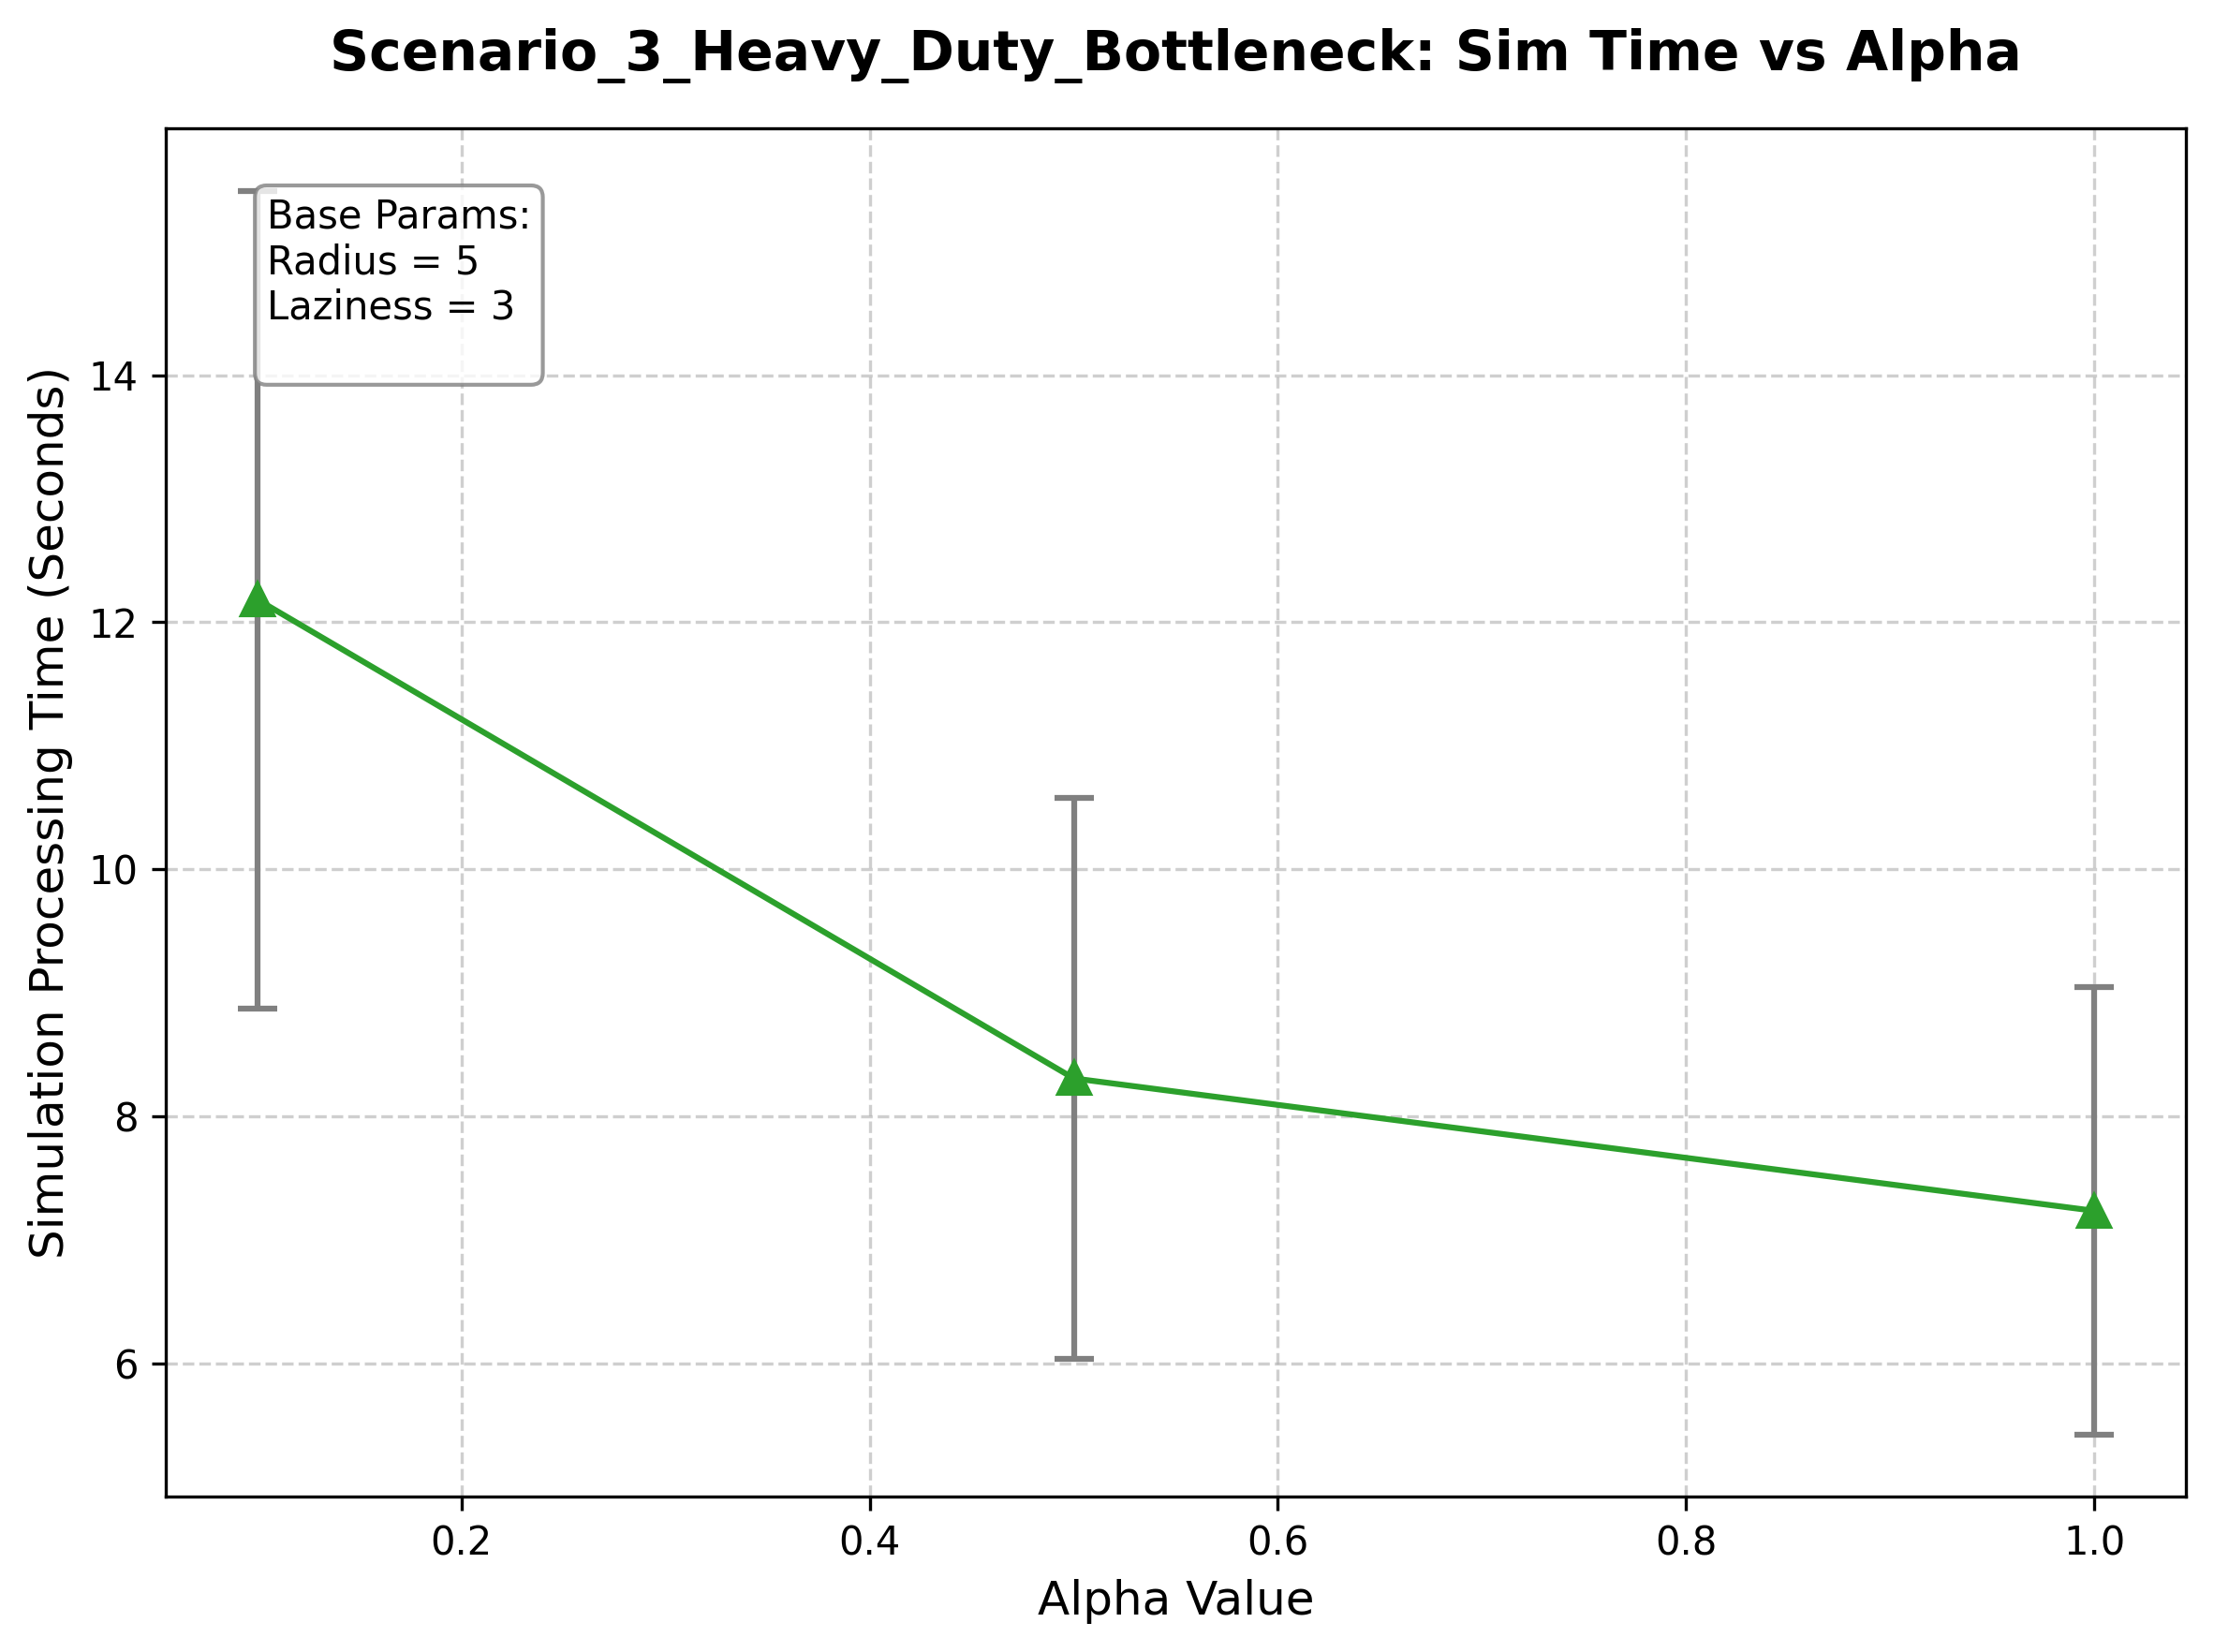 Scenario_3_Heavy_Duty_Bottleneck: Sim Time vs Alpha
Base Params:
Radius = 5
Laziness = 3
Simulation Processing Time (Seconds)
14
12
10
8
6
0.2 0.4 0.6 0.8 1.0
Alpha Value